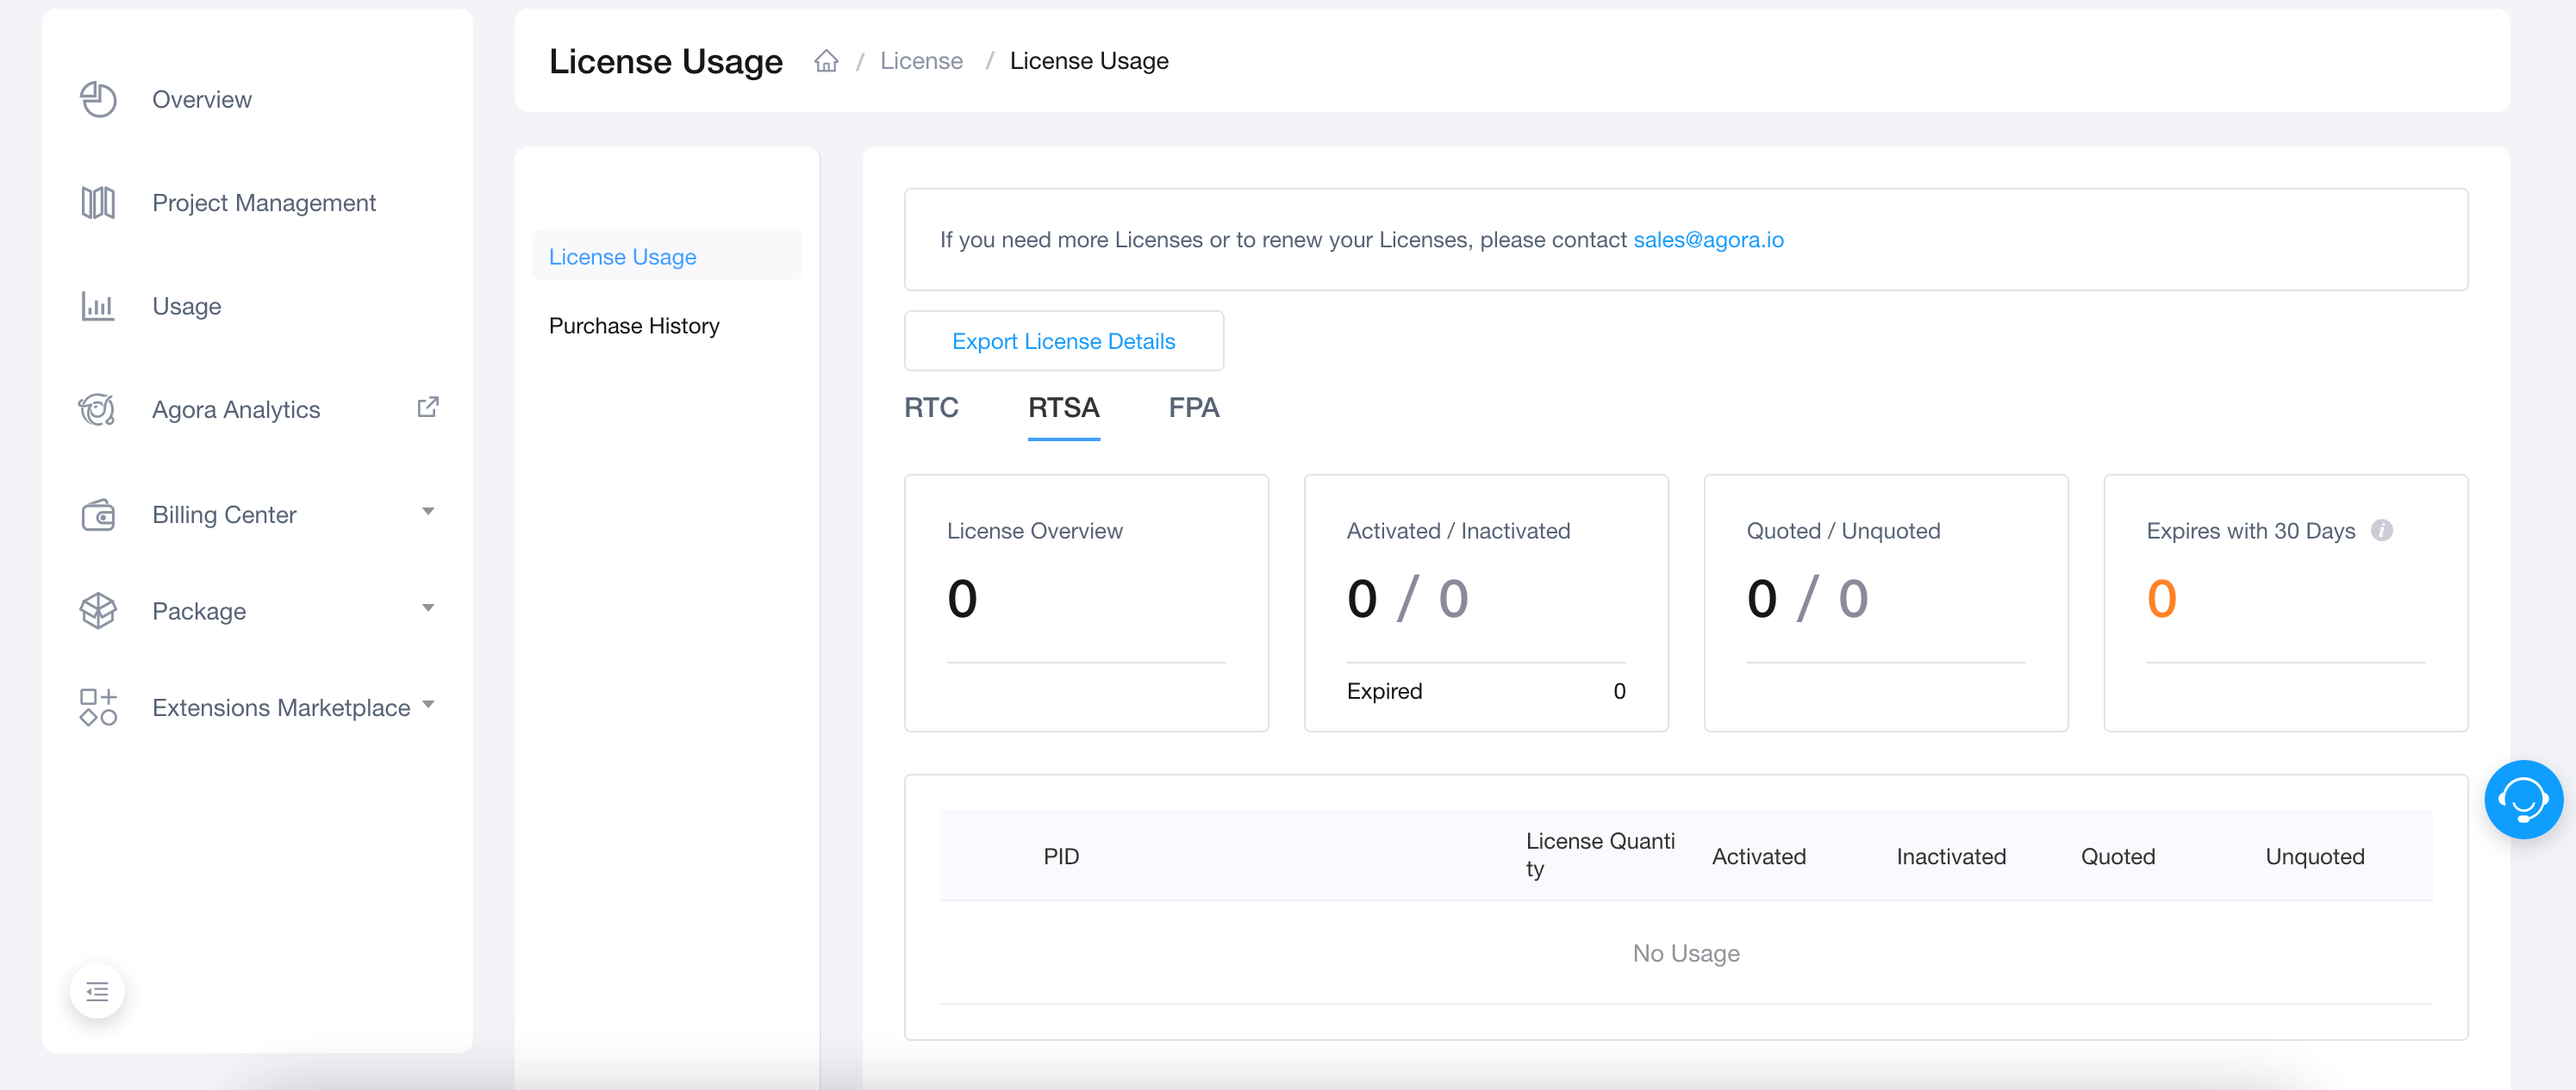 Overview
Project Management
Usage
Agora Analytics
Billing Center
Package
Extensions Marketplace
License Usage / License / License Usage
License Usage
Purchase History
If you need more Licenses or to renew your Licenses, please contact sales@agora.io
Export License Details
RTC RTSA FPA
License Overview
0
Activated / Inactivated
0 / 0
Expired 0
Quoted / Unquoted
0 / 0
Expires with 30 Days i
0
PID License Quanti
ty Activated Inactivated Quoted Unquoted
No Usage